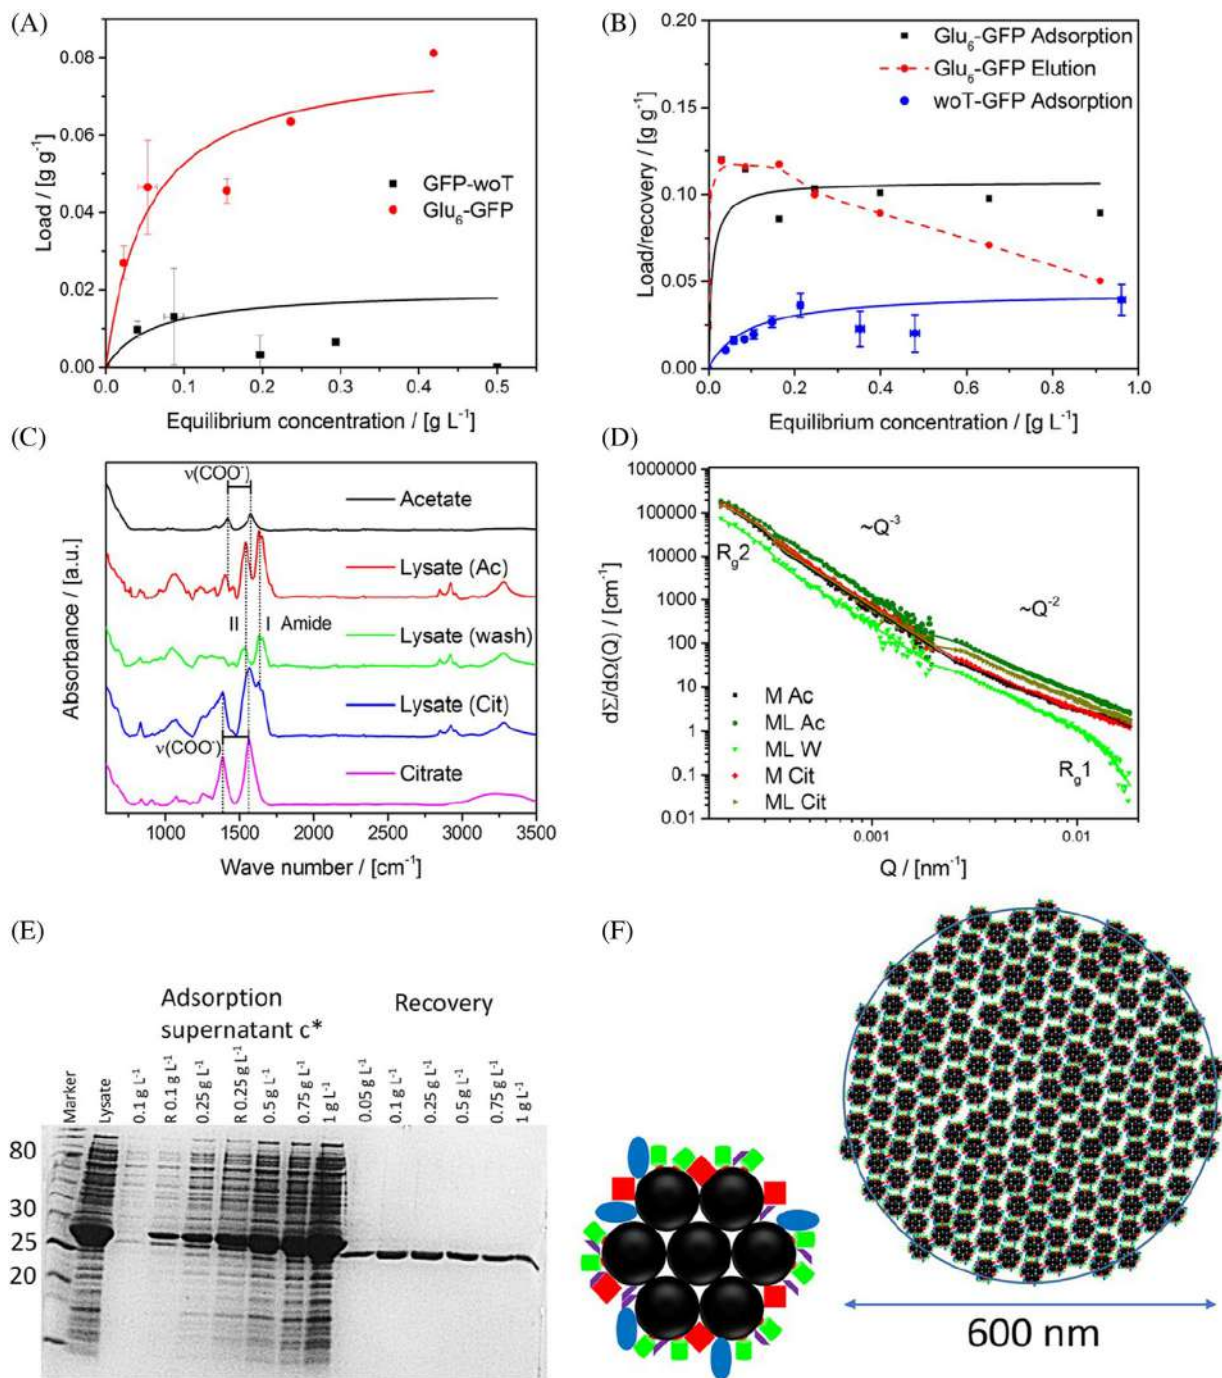 (A)
0.08
0.06
0.04
0.02
0.00
Load / [g g⁻¹]
GFP-woT
Glu₆-GFP
0.0 0.1 0.2 0.3 0.4 0.5
Equilibrium concentration / [g L⁻¹]
(B)
0.20
0.15
0.10
0.05
0.00
Load/recovery / [g g⁻¹]
Glu₆-GFP Adsorption
Glu₆-GFP Elution
woT-GFP Adsorption
0.0 0.2 0.4 0.6 0.8 1.0
Equilibrium concentration / [g L⁻¹]
(C)
Absorbance / [a.u.]
ν(COO⁻)
Acetate
Lysate (Ac)
II I Amide
Lysate (wash)
Lysate (Cit)
ν(COO⁻)
Citrate
1000 1500 2000 2500 3000 3500
Wave number / [cm⁻¹]
(D)
1000000
100000
10000
1000
100
10
1
0.1
0.01
dΣ/dΩ(Q) / [cm⁻¹]
~Q⁻³
Rg2
~Q⁻²
M Ac
ML Ac
ML W
M Cit
ML Cit
Rg1
0.001 0.01
Q / [nm⁻¹]
(E)
Adsorption
supernatant c*
Recovery
Marker
Lysate
0.1 g L⁻¹
R 0.1 g L⁻¹
0.25 g L⁻¹
R 0.25 g L⁻¹
0.5 g L⁻¹
0.75 g L⁻¹
1 g L⁻¹
0.05 g L⁻¹
0.1 g L⁻¹
0.25 g L⁻¹
0.5 g L⁻¹
0.75 g L⁻¹
1 g L⁻¹
80
30
25
20
(F)
600 nm